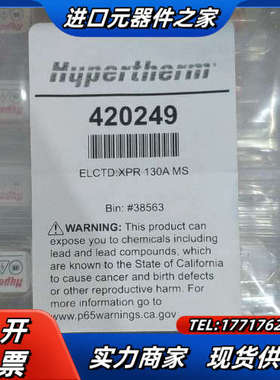 进口元器件之家
Hypertherm
420249
ELCTD:XPR 130A MS
Bin: #38563
WARNING: This product can
expose you to chemicals including
lead and lead compounds, which
are known to the State of California
to cause cancer and birth defects
or other reproductive harm. For
more information go to
www.p65warnings.ca.gov
可开
票
TEL:1771762
实力商家 现货供